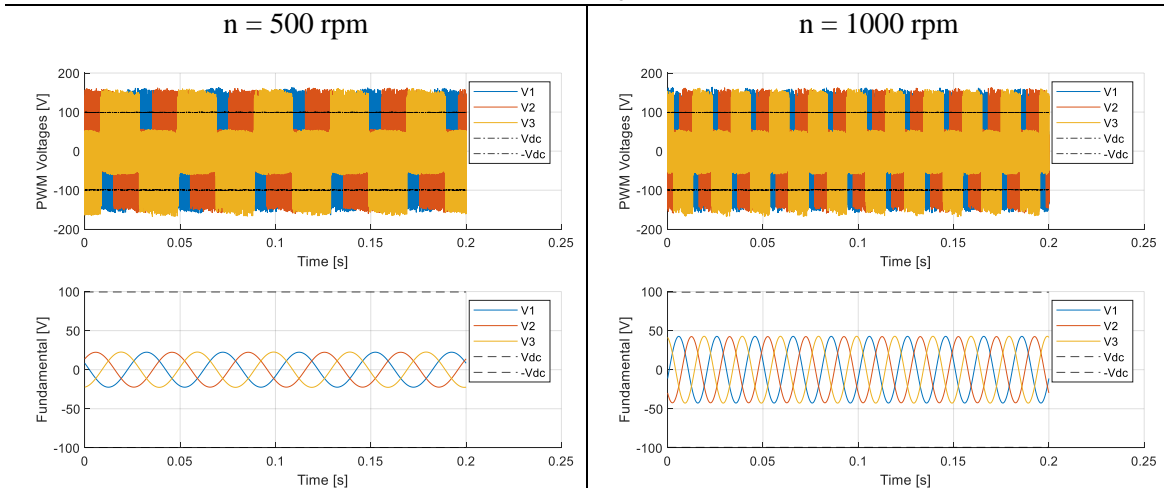 n = 500 rpm
n = 1000 rpm
PWM Voltages [V]
200
100
0
-100
-200
0
0.05
0.1
0.15
0.2
0.25
Time [s]
V1
V2
V3
Vdc
-Vdc
PWM Voltages [V]
200
100
0
-100
-200
0
0.05
0.1
0.15
0.2
0.25
Time [s]
V1
V2
V3
Vdc
-Vdc
Fundamental [V]
100
50
0
-50
-100
0
0.05
0.1
0.15
0.2
0.25
Time [s]
V1
V2
V3
Vdc
-Vdc
Fundamental [V]
100
50
0
-50
-100
0
0.05
0.1
0.15
0.2
0.25
Time [s]
V1
V2
V3
Vdc
-Vdc